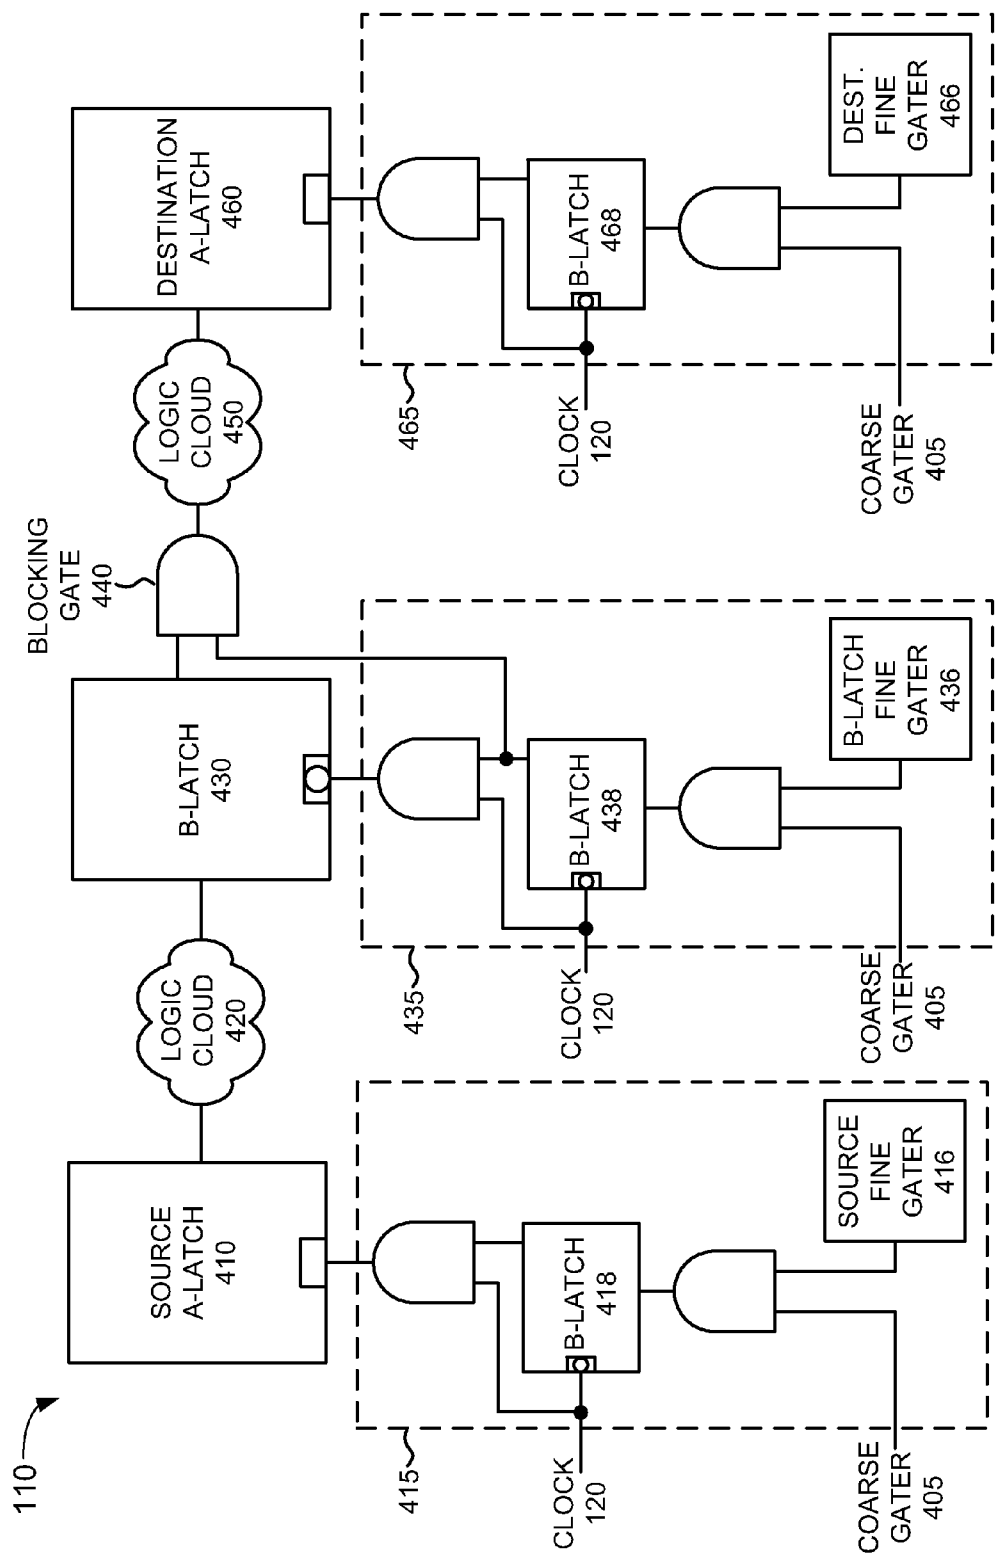 110
SOURCE
A-LATCH
410
LOGIC
CLOUD
420
B-LATCH
430
BLOCKING
GATE
440
LOGIC
CLOUD
450
DESTINATION
A-LATCH
460
415
CLOCK
120
B-LATCH
418
COARSE
GATER
405
SOURCE
FINE
GATER
416
435
CLOCK
120
B-LATCH
438
COARSE
GATER
405
B-LATCH
FINE
GATER
436
465
CLOCK
120
B-LATCH
468
COARSE
GATER
405
DEST.
FINE
GATER
466